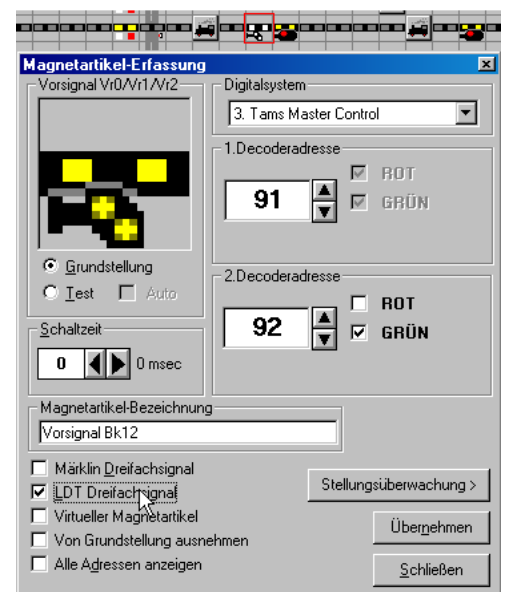 Magnetartikel-Erfassung
Vorsignal Vr0/Vr1/Vr2
Digitalsystem
3. Tams Master Control
1.Decoderadresse
91
ROT
GRÜN
Grundstellung
Test
Auto
2.Decoderadresse
92
ROT
GRÜN
Schaltzeit
0
0 msec
Magnetartikel-Bezeichnung
Vorsignal Bk12
Märklin Dreifachsignal
LDT Dreifachsignal
Virtueller Magnetartikel
Von Grundstellung ausnehmen
Alle Adressen anzeigen
Stellungsüberwachung >
Übernehmen
Schließen